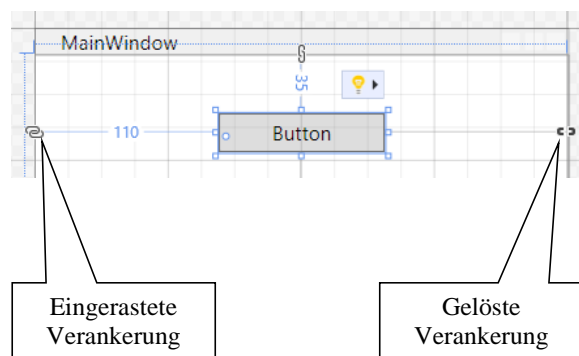 MainWindow
35
110
Button
Eingerastete
Verankerung
Gelöste
Verankerung